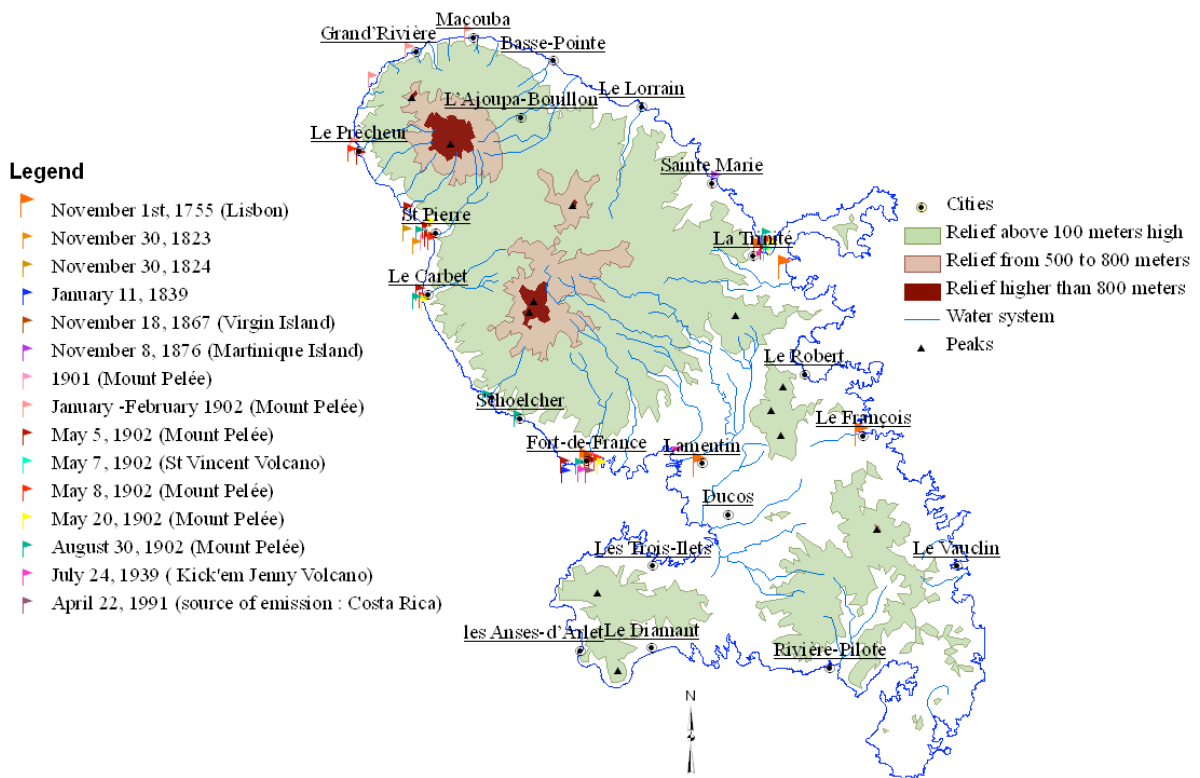 Macouba
Grand'Rivière
Basse-Pointe
Le Lorrain
L'Ajoupa-Bouillon
Le Prêcheur
Sainte Marie
St Pierre
La Trinité
Le Carbet
Le Robert
Schoelcher
Le François
Fort-de-France
Lamentin
Ducos
Les Trois-Ilets
Le Vauclin
les Anses-d'Arlet
Le Diamant
Rivière-Pilote
N
Legend
November 1st, 1755 (Lisbon)
November 30, 1823
November 30, 1824
January 11, 1839
November 18, 1867 (Virgin Island)
November 8, 1876 (Martinique Island)
1901 (Mount Pelée)
January -February 1902 (Mount Pelée)
May 5, 1902 (Mount Pelée)
May 7, 1902 (St Vincent Volcano)
May 8, 1902 (Mount Pelée)
May 20, 1902 (Mount Pelée)
August 30, 1902 (Mount Pelée)
July 24, 1939 ( Kick'em Jenny Volcano)
April 22, 1991 (source of emission : Costa Rica)
Cities
Relief above 100 meters high
Relief from 500 to 800 meters
Relief higher than 800 meters
Water system
Peaks